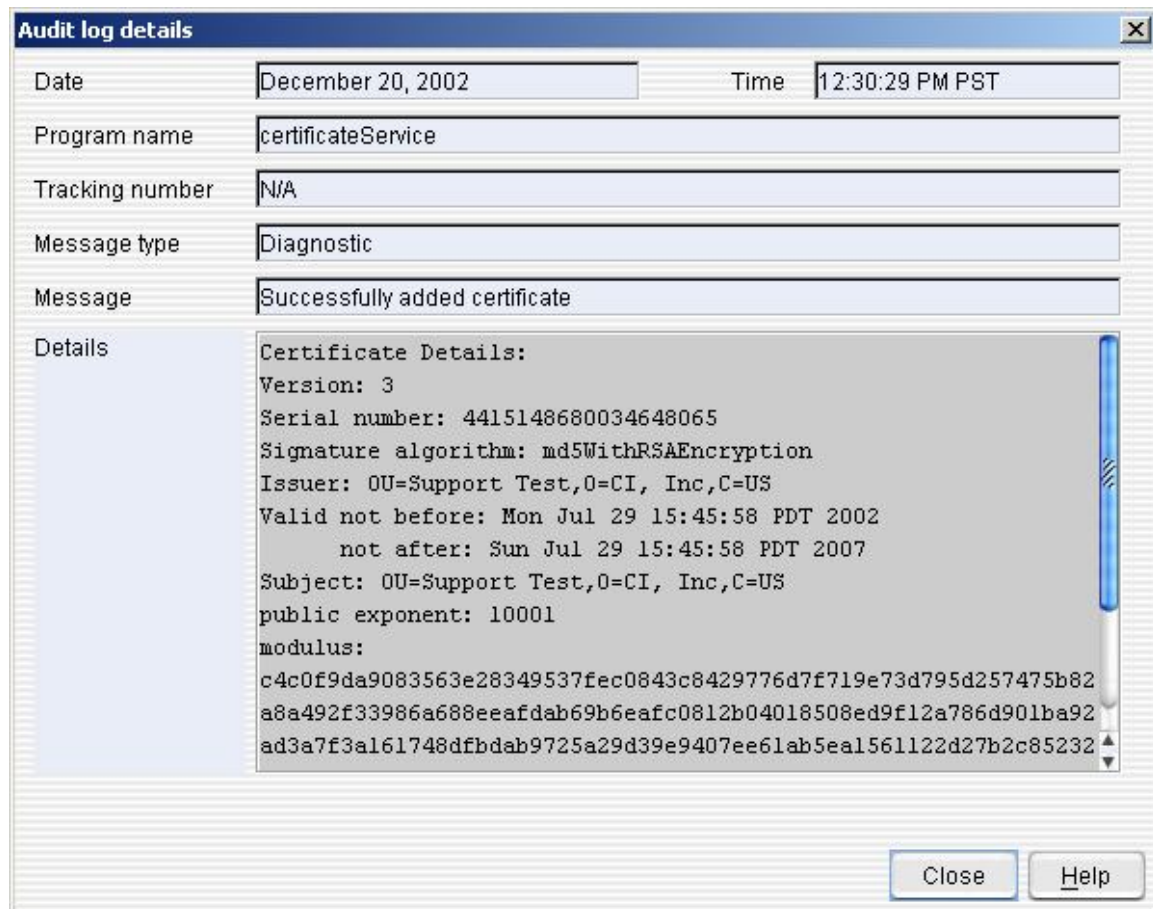 Audit log details
Date December 20, 2002 Time 12:30:29 PM PST
Program name certificateService
Tracking number N/A
Message type Diagnostic
Message Successfully added certificate
Details
Certificate Details:
Version: 3
Serial number: 4415148680034648065
Signature algorithm: md5WithRSAEncryption
Issuer: OU=Support Test,O=CI, Inc,C=US
Valid not before: Mon Jul 29 15:45:58 PDT 2002
not after: Sun Jul 29 15:45:58 PDT 2007
Subject: OU=Support Test,O=CI, Inc,C=US
public exponent: 10001
modulus:
c4c0f9da9083563e28349537fec0843c8429776d7f719e73d795d257475b82
a8a492f33986a688eeafdab69b6eafc0812b04018508ed9f12a786d901ba92
ad3a7f3a161748dfbdab9725a29d39e9407ee61ab5ea1561122d27b2c85232
Close Help